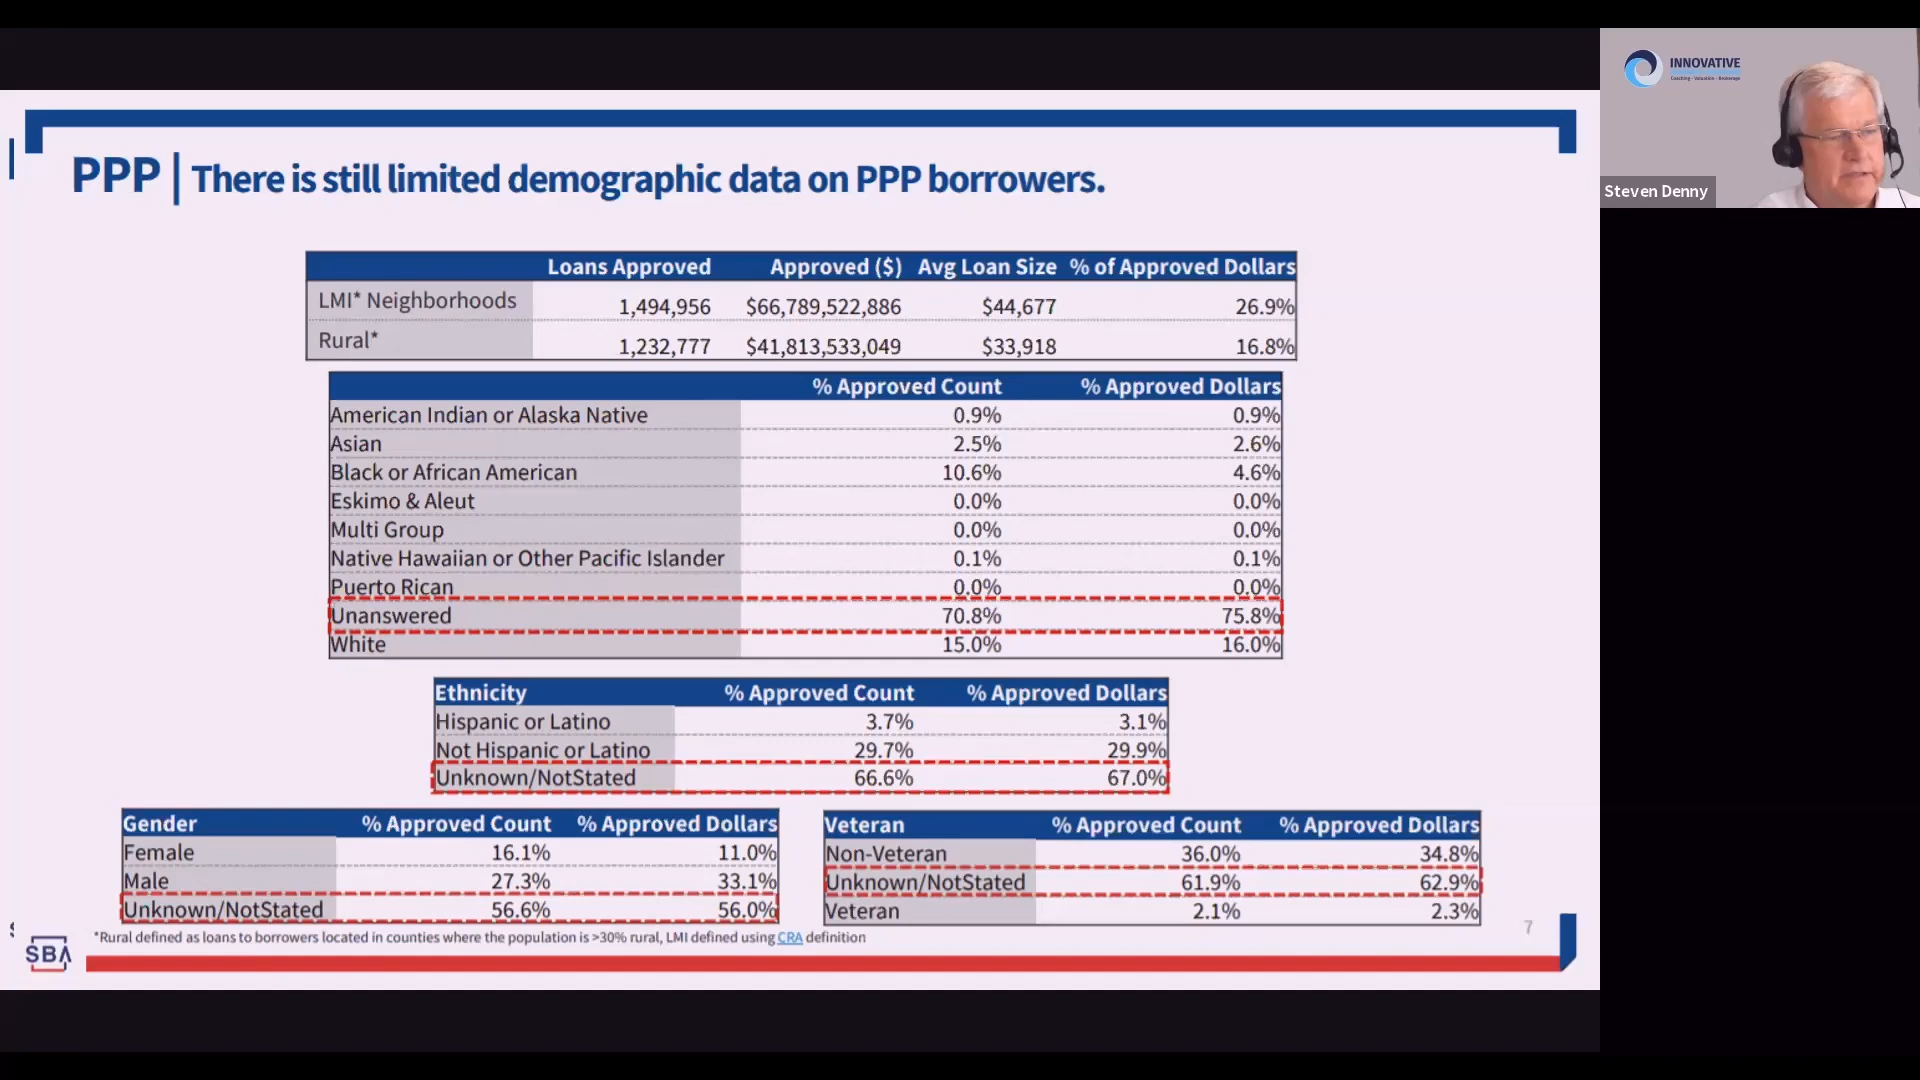 INNOVATIVE
Coaching - Valuation - Brokerage
Steven Denny
PPP | There is still limited demographic data on PPP borrowers.
Loans Approved Approved ($) Avg Loan Size % of Approved Dollars
LMI* Neighborhoods 1,494,956 $66,789,522,886 $44,677 26.9%
Rural* 1,232,777 $41,813,533,049 $33,918 16.8%
% Approved Count % Approved Dollars
American Indian or Alaska Native 0.9% 0.9%
Asian 2.5% 2.6%
Black or African American 10.6% 4.6%
Eskimo & Aleut 0.0% 0.0%
Multi Group 0.0% 0.0%
Native Hawaiian or Other Pacific Islander 0.1% 0.1%
Puerto Rican 0.0% 0.0%
Unanswered 70.8% 75.8%
White 15.0% 16.0%
Ethnicity % Approved Count % Approved Dollars
Hispanic or Latino 3.7% 3.1%
Not Hispanic or Latino 29.7% 29.9%
Unknown/NotStated 66.6% 67.0%
Gender % Approved Count % Approved Dollars
Female 16.1% 11.0%
Male 27.3% 33.1%
Unknown/NotStated 56.6% 56.0%
Veteran % Approved Count % Approved Dollars
Non-Veteran 36.0% 34.8%
Unknown/NotStated 61.9% 62.9%
Veteran 2.1% 2.3%
*Rural defined as loans to borrowers located in counties where the population is >30% rural, LMI defined using CRA definition
7
SBA